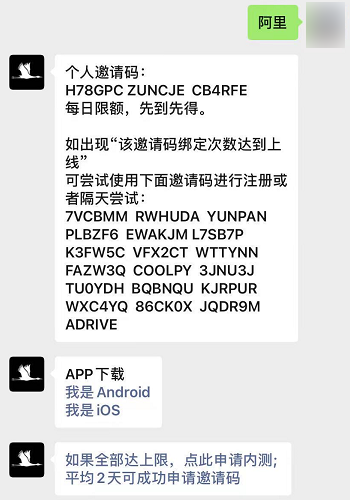 阿里
个人邀请码：
H78GPC ZUNCJE CB4RFE
每日限额，先到先得。
如出现“该邀请码绑定次数达到上
线”
可尝试使用下面邀请码进行注册或
者隔天尝试：
7VCBMM RWHUDA YUNPAN
PLBZF6 EWAKJM L7SB7P
K3FW5C VFX2CT WTTYNN
FAZW3Q COOLPY 3JNU3J
TU0YDH BQBNQU KJRPUR
WXC4YQ 86CK0X JQDR9M
ADRIVE
APP下载
我是Android
我是iOS
如果全部达上限，点此申请内测；
平均2天可成功申请邀请码